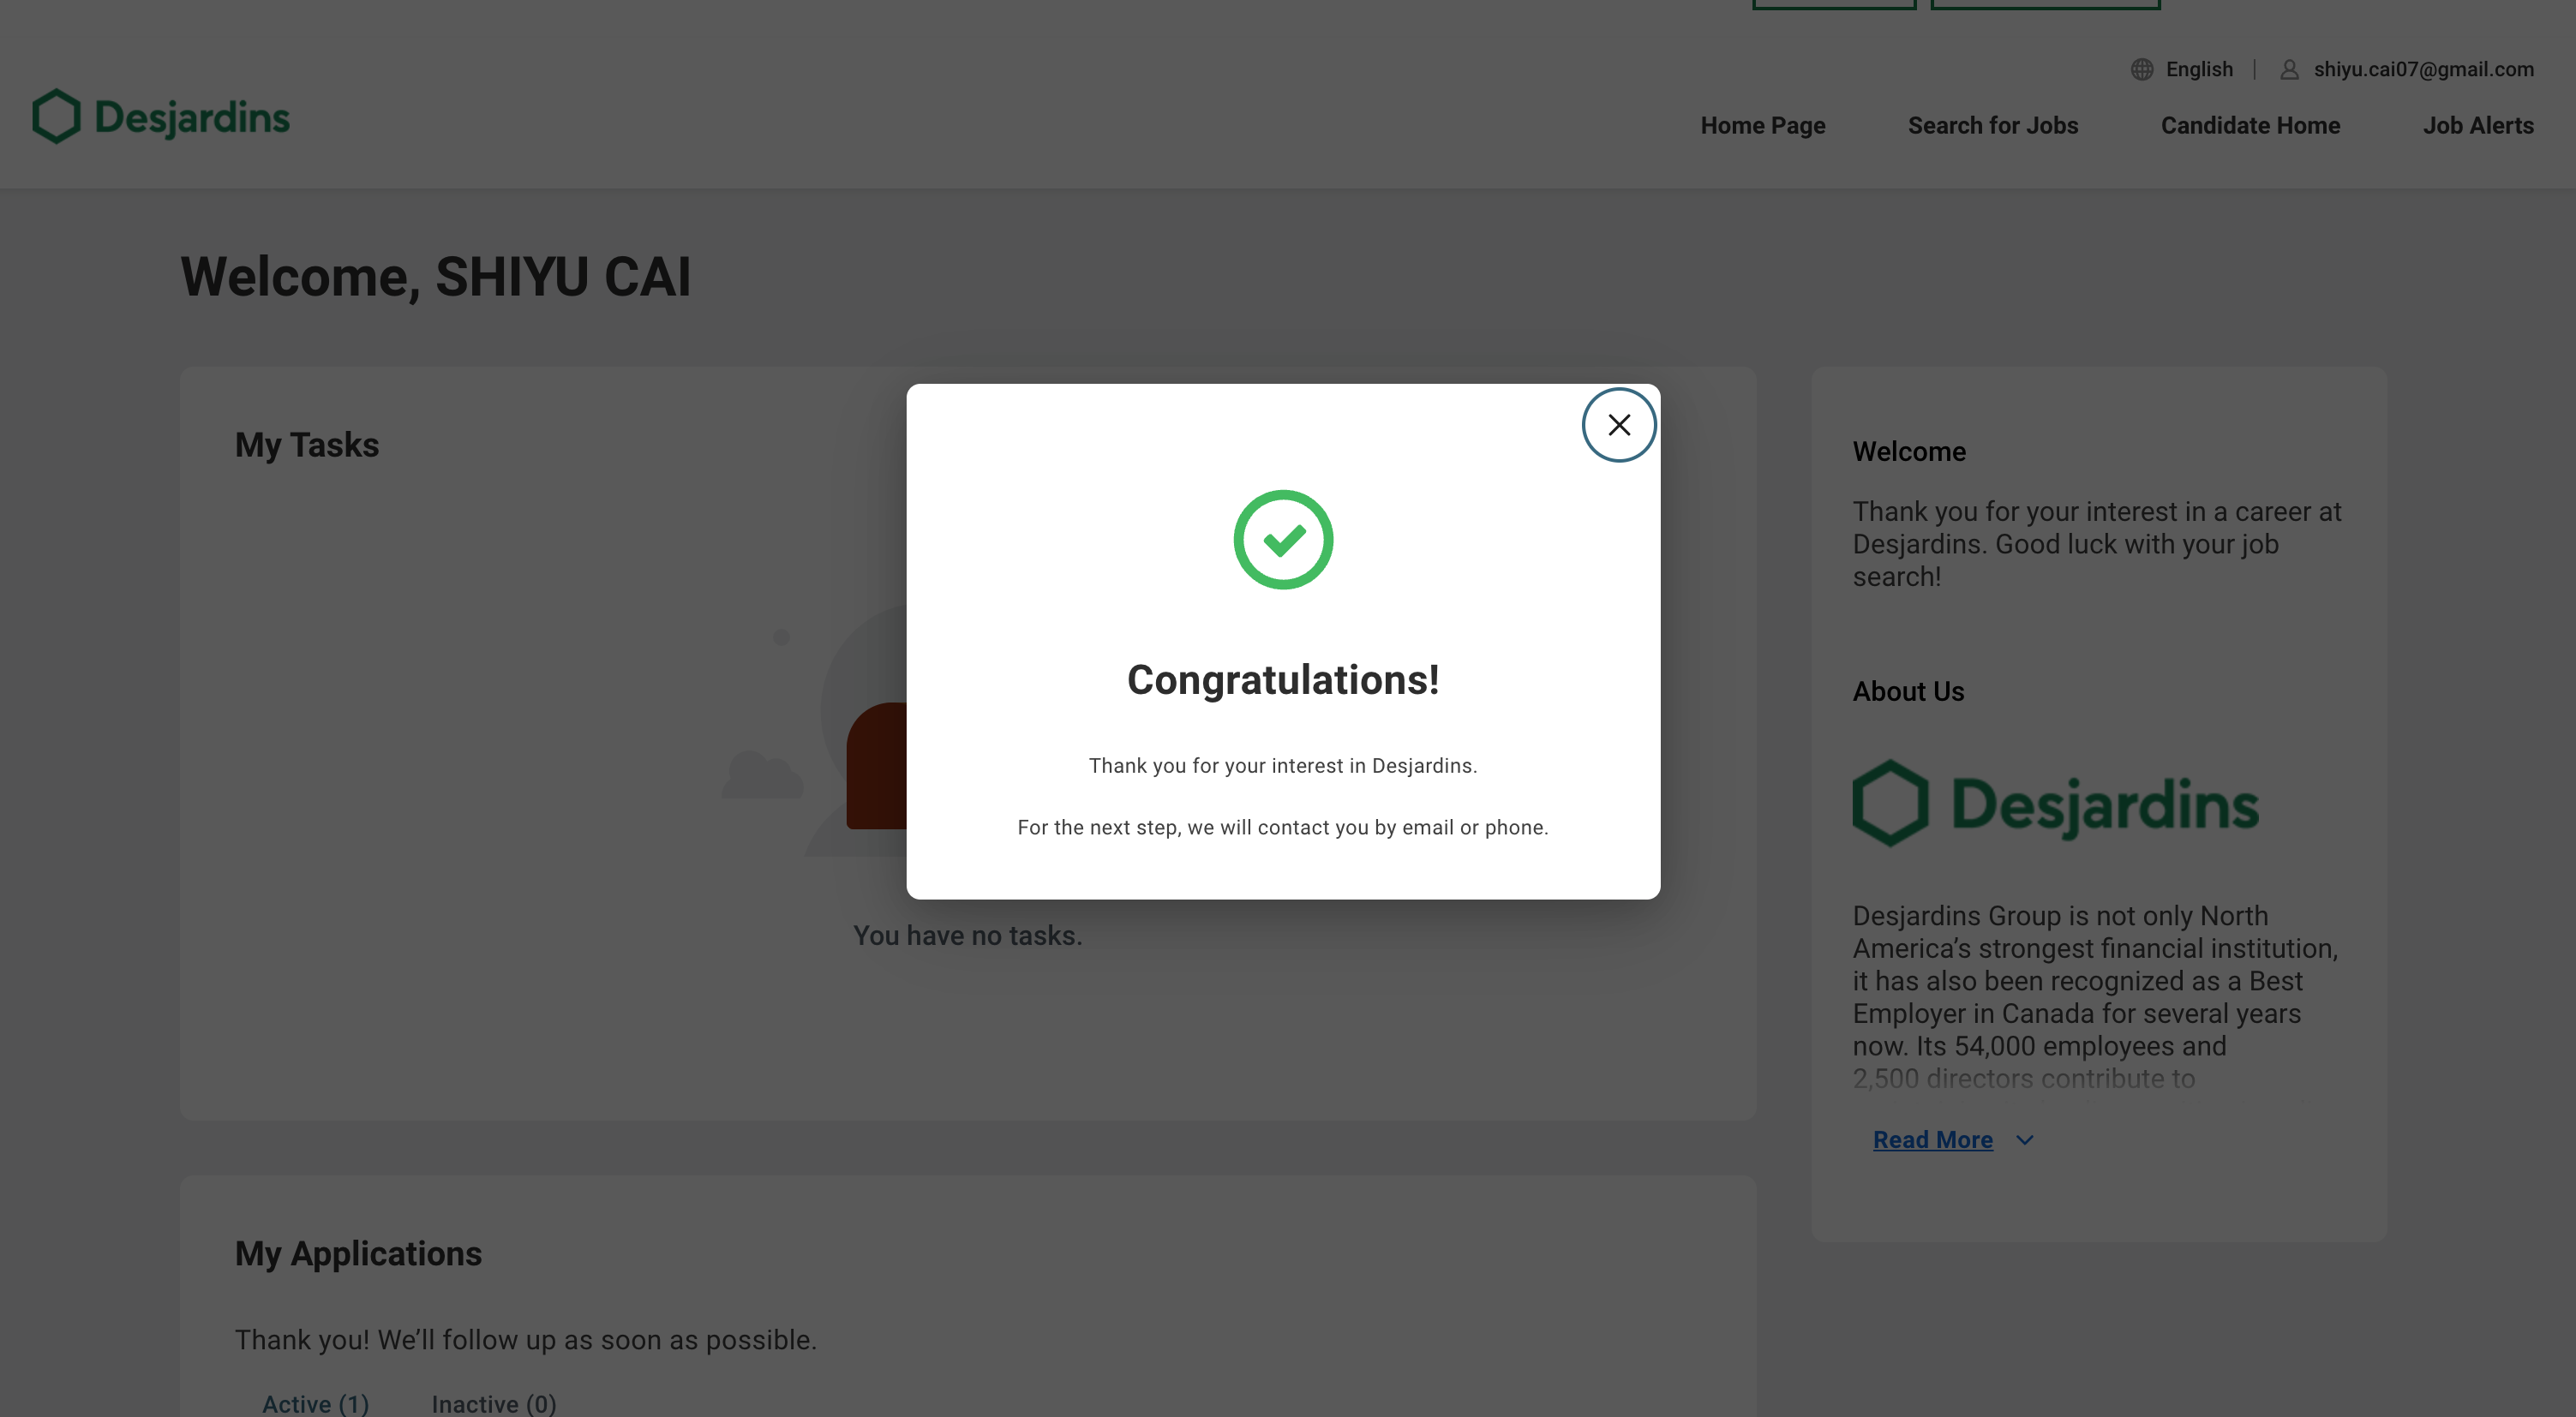 English
shiyu.cai07@gmail.com
Desjardins
Home Page
Search for Jobs
Candidate Home
Job Alerts
Welcome, SHIYU CAI
My Tasks
You have no tasks.
Congratulations!
Thank you for your interest in Desjardins.
For the next step, we will contact you by email or phone.
My Applications
Thank you! We’ll follow up as soon as possible.
Active (1)
Inactive (0)
Welcome
Thank you for your interest in a career at
Desjardins. Good luck with your job
search!
About Us
Desjardins
Desjardins Group is not only North
America’s strongest financial institution,
it has also been recognized as a Best
Employer in Canada for several years
now. Its 54,000 employees and
2,500 directors contribute to
Read More